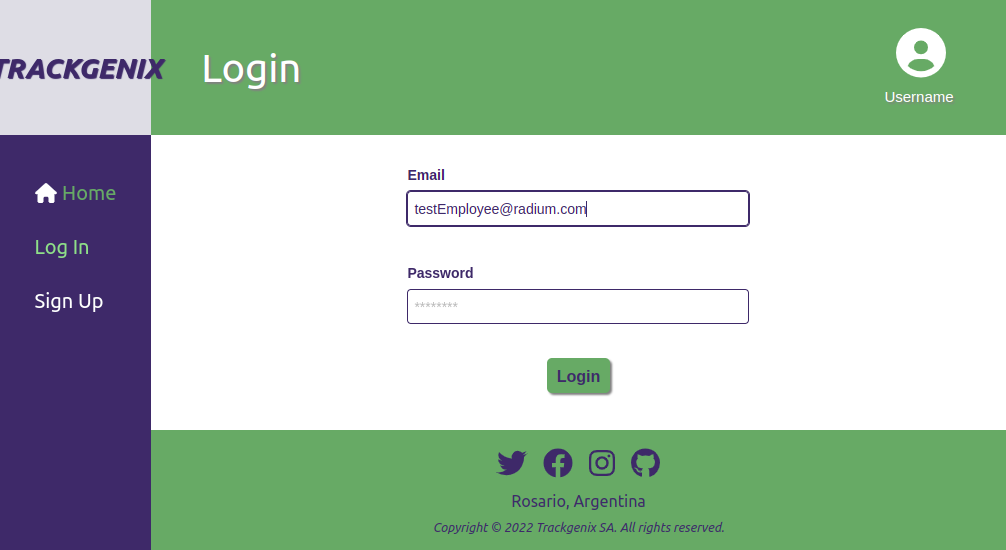 TRACKGENIX
Login
Username
Home
Log In
Sign Up
Email
testEmployee@radium.com
Password
********
Login
Rosario, Argentina
Copyright © 2022 Trackgenix SA. All rights reserved.